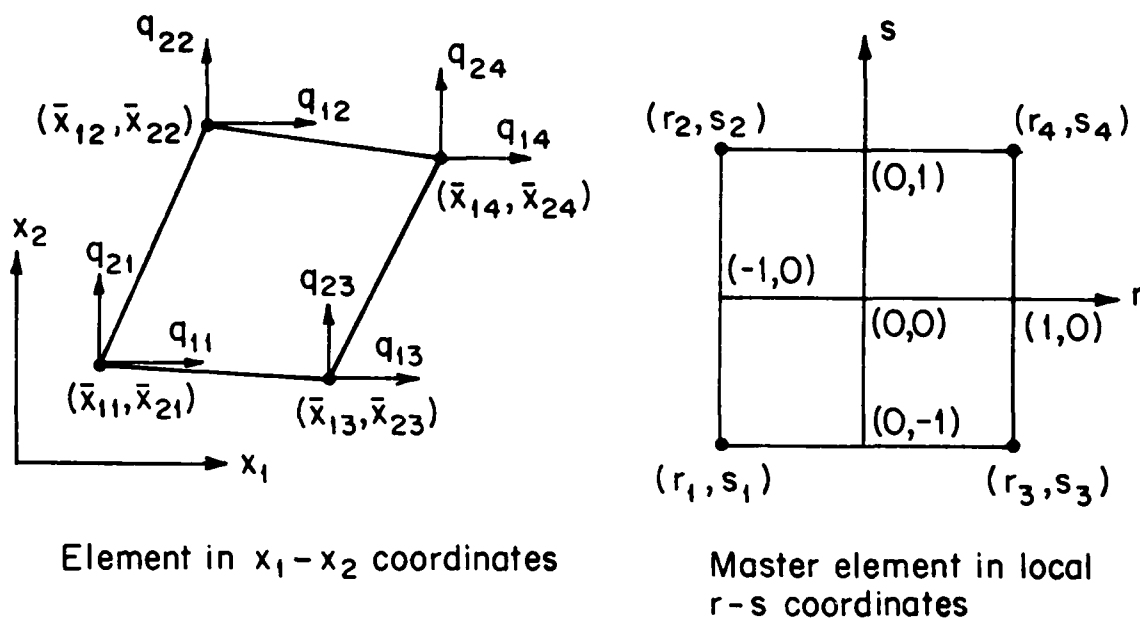 q₂₂
q₂₄
(x̄₁₂, x̄₂₂)
q₁₂
q₁₄
(x̄₁₄, x̄₂₄)
x₂
q₂₁
q₂₃
q₁₁
q₁₃
(x̄₁₁, x̄₂₁)
(x̄₁₃, x̄₂₃)
x₁
Element in x₁–x₂ coordinates
s
(r₂, s₂)
(r₄, s₄)
(0,1)
(-1,0)
r
(0,0)
(1,0)
(0,-1)
(r₁, s₁)
(r₃, s₃)
Master element in local
r-s coordinates